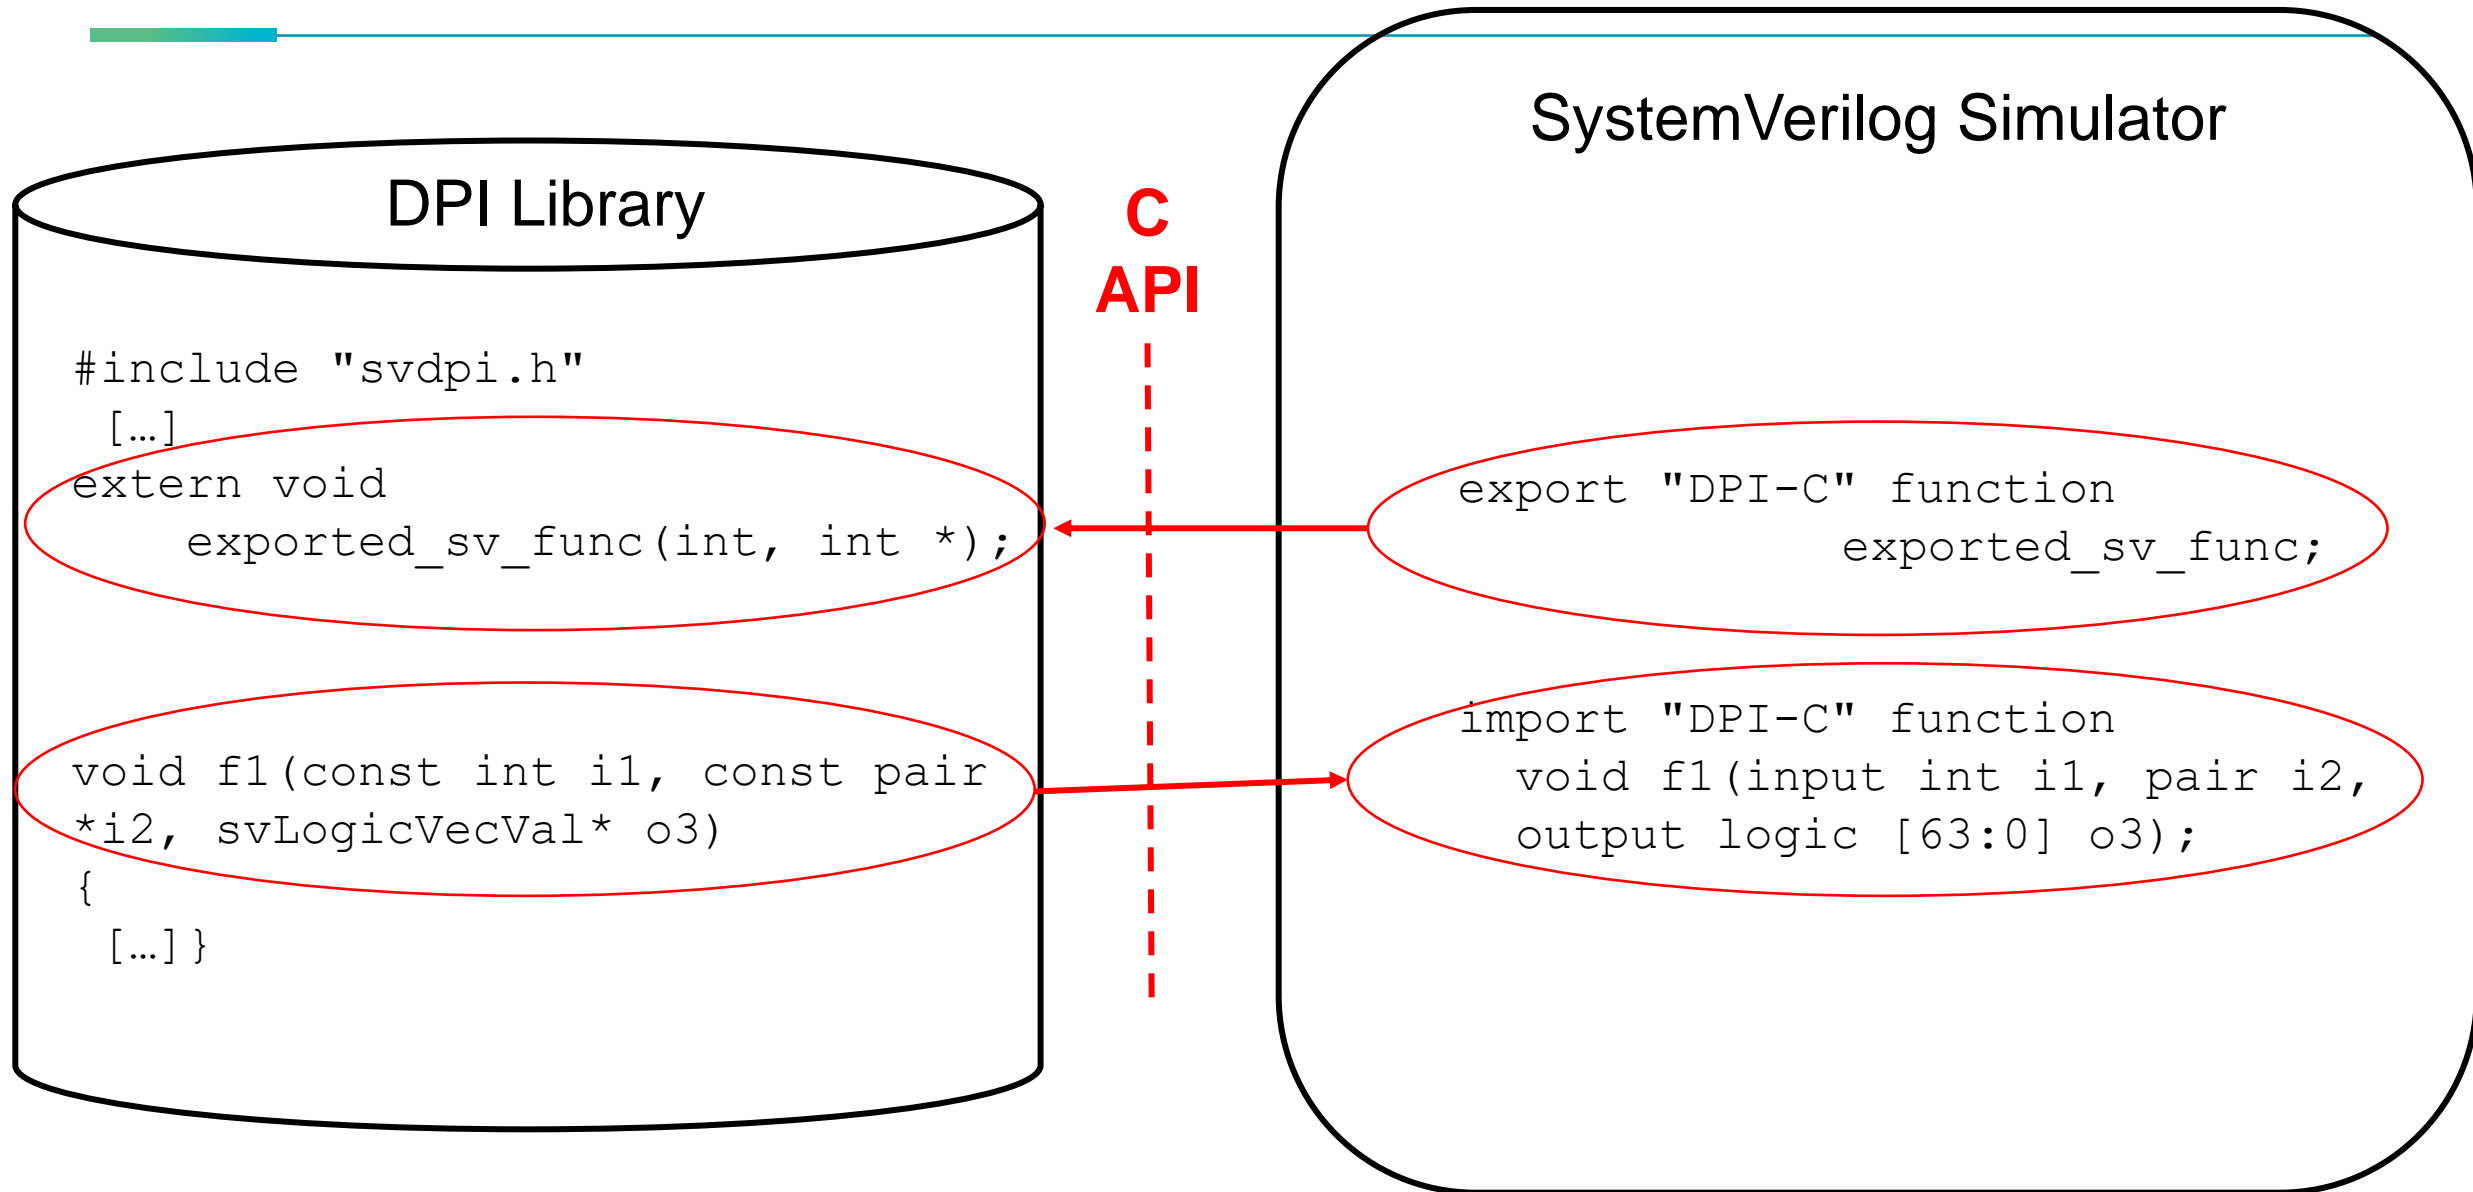 SystemVerilog Simulator
DPI Library
C
API
#include "svdpi.h"
[…]
extern void
exported_sv_func(int, int *);
void f1(const int i1, const pair
*i2, svLogicVecVal* o3)
{
[…]}
export "DPI-C" function
exported_sv_func;
import "DPI-C" function
void f1(input int i1, pair i2,
output logic [63:0] o3);